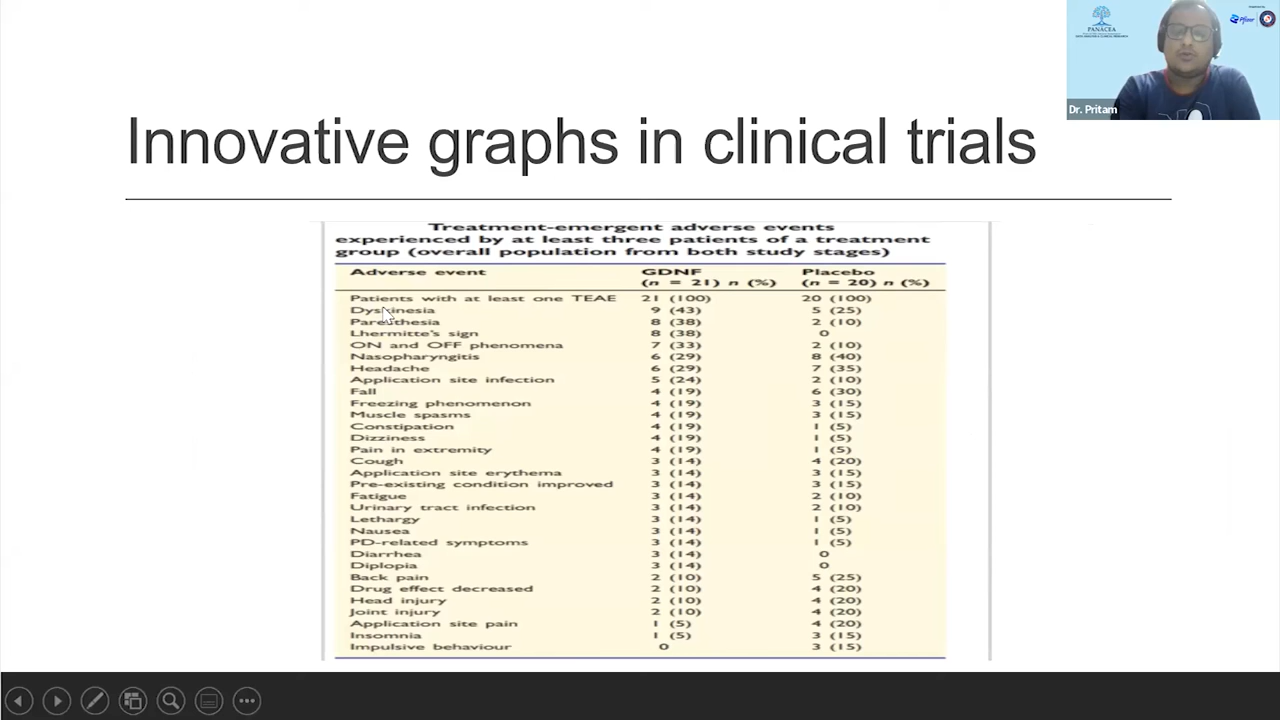 PANACEA
Pfizer
Dr. Pritam
Innovative graphs in clinical trials
Treatment-emergent adverse events
experienced by at least three patients of a treatment
group (overall population from both study stages)
Adverse event GDNF Placebo
(n = 21) n (%) (n = 20) n (%)
Patients with at least one TEAE 21 (100) 20 (100)
Dyskinesia 9 (43) 5 (25)
Paresthesia 8 (38) 2 (10)
Lhermitte's sign 8 (38) 0
ON and OFF phenomena 7 (33) 2 (10)
Nasopharyngitis 6 (29) 8 (40)
Headache 6 (29) 7 (35)
Application site infection 5 (24) 2 (10)
Fall 4 (19) 6 (30)
Freezing phenomenon 4 (19) 3 (15)
Muscle spasms 4 (19) 3 (15)
Constipation 4 (19) 1 (5)
Dizziness 4 (19) 1 (5)
Pain in extremity 4 (19) 1 (5)
Cough 3 (14) 4 (20)
Application site erythema 3 (14) 3 (15)
Pre-existing condition improved 3 (14) 3 (15)
Fatigue 3 (14) 2 (10)
Urinary tract infection 3 (14) 2 (10)
Lethargy 3 (14) 1 (5)
Nausea 3 (14) 1 (5)
PD-related symptoms 3 (14) 1 (5)
Diarrhea 3 (14) 0
Diplopia 3 (14) 0
Back pain 2 (10) 5 (25)
Drug effect decreased 2 (10) 4 (20)
Head injury 2 (10) 4 (20)
Joint injury 2 (10) 4 (20)
Application site pain 1 (5) 4 (20)
Insomnia 1 (5) 3 (15)
Impulsive behaviour 0 3 (15)